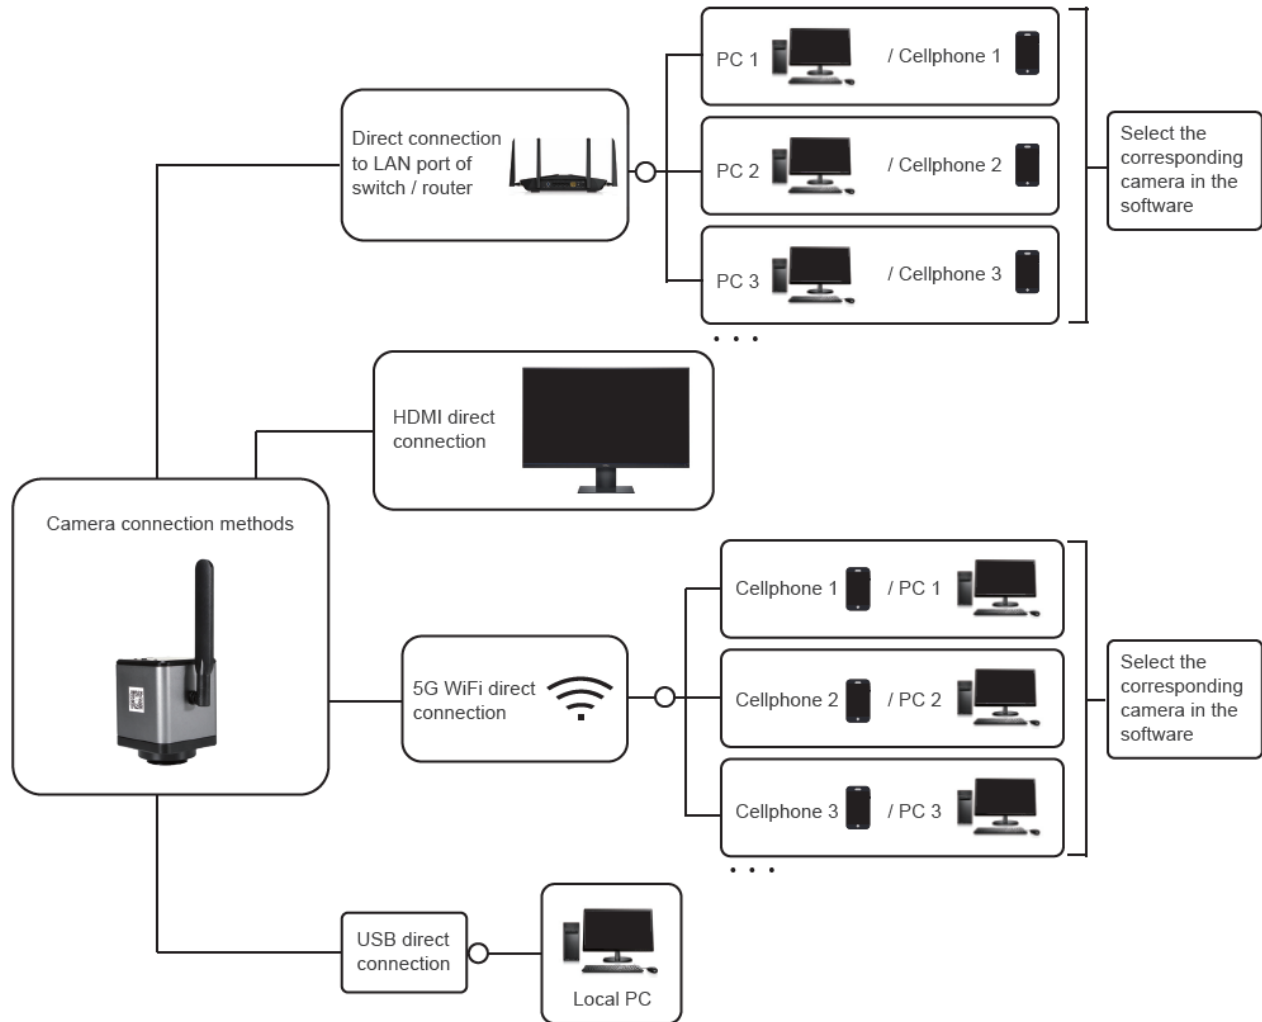 PC 1
/ Cellphone 1
Direct connection
to LAN port of
switch / router
PC 2
/ Cellphone 2
Select the
corresponding
camera in the
software
PC 3
/ Cellphone 3
. . .
HDMI direct
connection
Camera connection methods
Cellphone 1
/ PC 1
5G WiFi direct
connection
Cellphone 2
/ PC 2
Select the
corresponding
camera in the
software
Cellphone 3
/ PC 3
. . .
USB direct
connection
Local PC